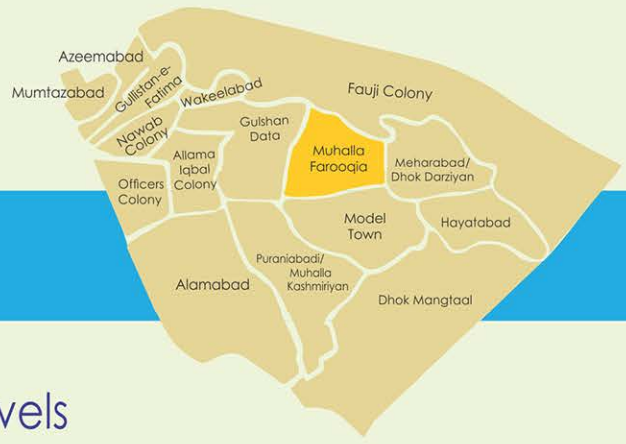 Azeemabad
Mumtazabad
Gullistan-e-
Fatima
Wakeelabad
Fauji Colony
Nawab
Colony
Gulshan
Data
Allama
Iqbal
Colony
Muhalla
Farooqia
Meharabad/
Dhok Darziyan
Officers
Colony
Model
Town
Hayatabad
Alamabad
Puraniabadi/
Muhalla
Kashmiriyan
Dhok Mangtaal
vels